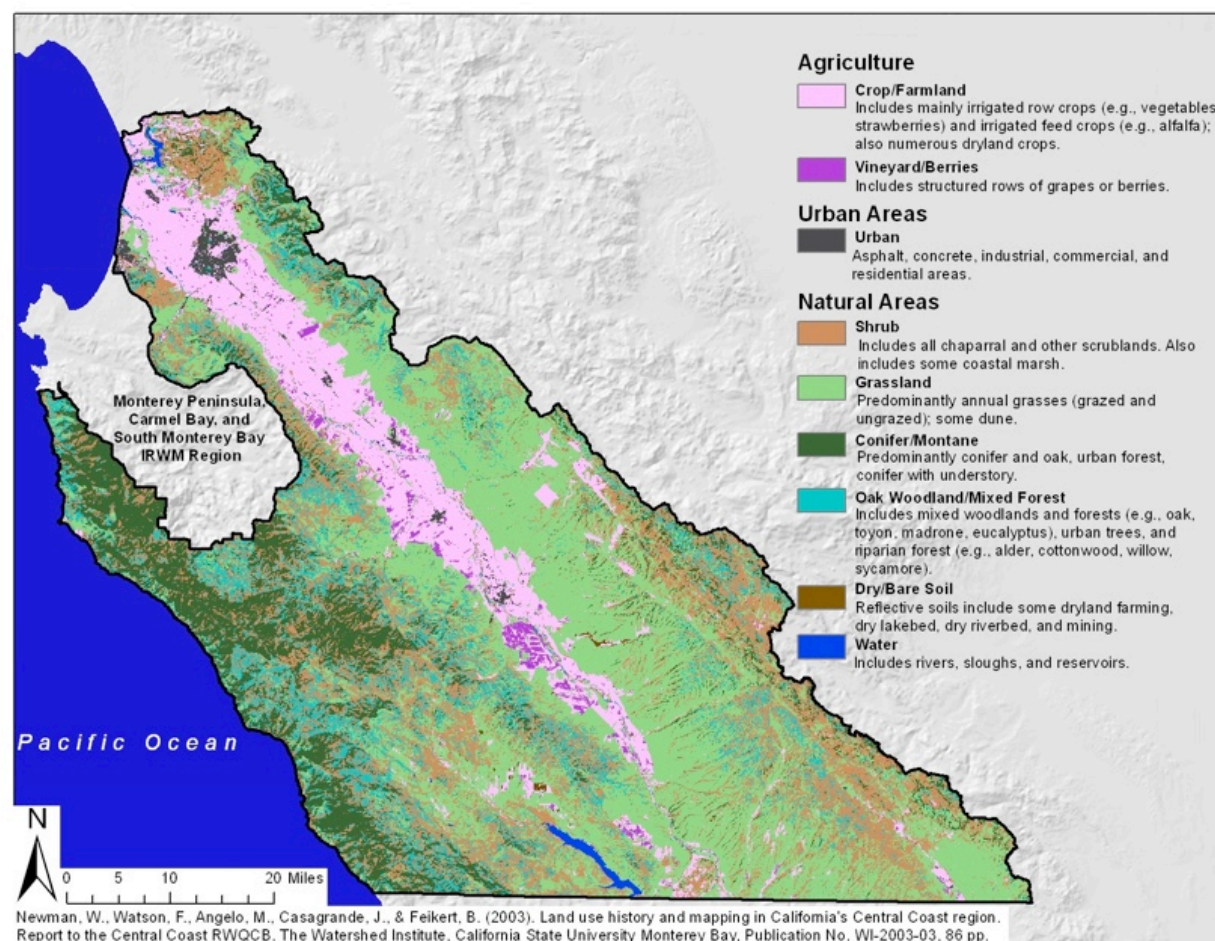 Agriculture
Crop/Farmland
Includes mainly irrigated row crops (e.g., vegetables,
strawberries) and irrigated feed crops (e.g., alfalfa);
also numerous dryland crops.
Vineyard/Berries
Includes structured rows of grapes or berries.
Urban Areas
Urban
Asphalt, concrete, industrial, commercial, and
residential areas.
Natural Areas
Shrub
Includes all chaparral and other scrublands. Also
includes some coastal marsh.
Grassland
Predominantly annual grasses (grazed and
ungrazed); some dune.
Conifer/Montane
Predominantly conifer and oak, urban forest,
conifer with understory.
Oak Woodland/Mixed Forest
Includes mixed woodlands and forests (e.g., oak,
toyon, madrone, eucalyptus), urban trees, and
riparian forest (e.g., alder, cottonwood, willow,
sycamore).
Dry/Bare Soil
Reflective soils include some dryland farming,
dry lakebed, dry riverbed, and mining.
Water
Includes rivers, sloughs, and reservoirs.
Monterey Peninsula,
Carmel Bay, and
South Monterey Bay
IRWM Region
Pacific Ocean
N
0 5 10 20 Miles
Newman, W., Watson, F., Angelo, M., Casagrande, J., & Feikert, B. (2003). Land use history and mapping in California's Central Coast region.
Report to the Central Coast RWQCB. The Watershed Institute, California State University Monterey Bay, Publication No. WI-2003-03, 86 pp.